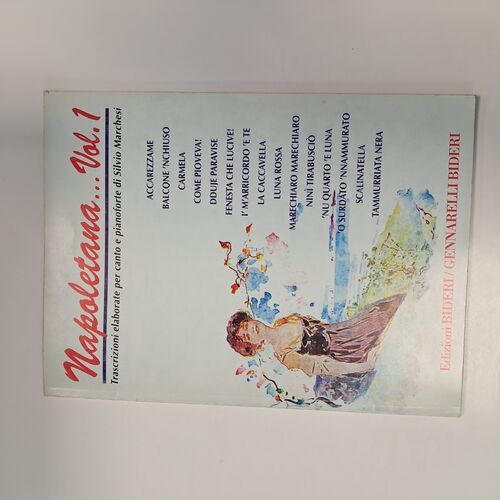 Napoletana... Vol. 1
Trascrizioni elaborate per canto e pianoforte di Silvio Marchesi
ACCAREZZAME
BALCONE 'NCHIUSO
CARMELA
COME PIOVEVA!
DDUJE PARAVISE
FENESTA CHE LUCIVE!
I' M'ARRICORDO 'E TE
LA CACCAVELLA
LUNA ROSSA
MARECHIARO MARECHIARO
NINÌ TIRABUSCIÒ
'NU QUARTO 'E LUNA
'O SURDATO 'NNAMMURATO
SCALINATELLA
TAMMURRIATA NERA
Edizioni BIDERI / GENNARELLI BIDERI